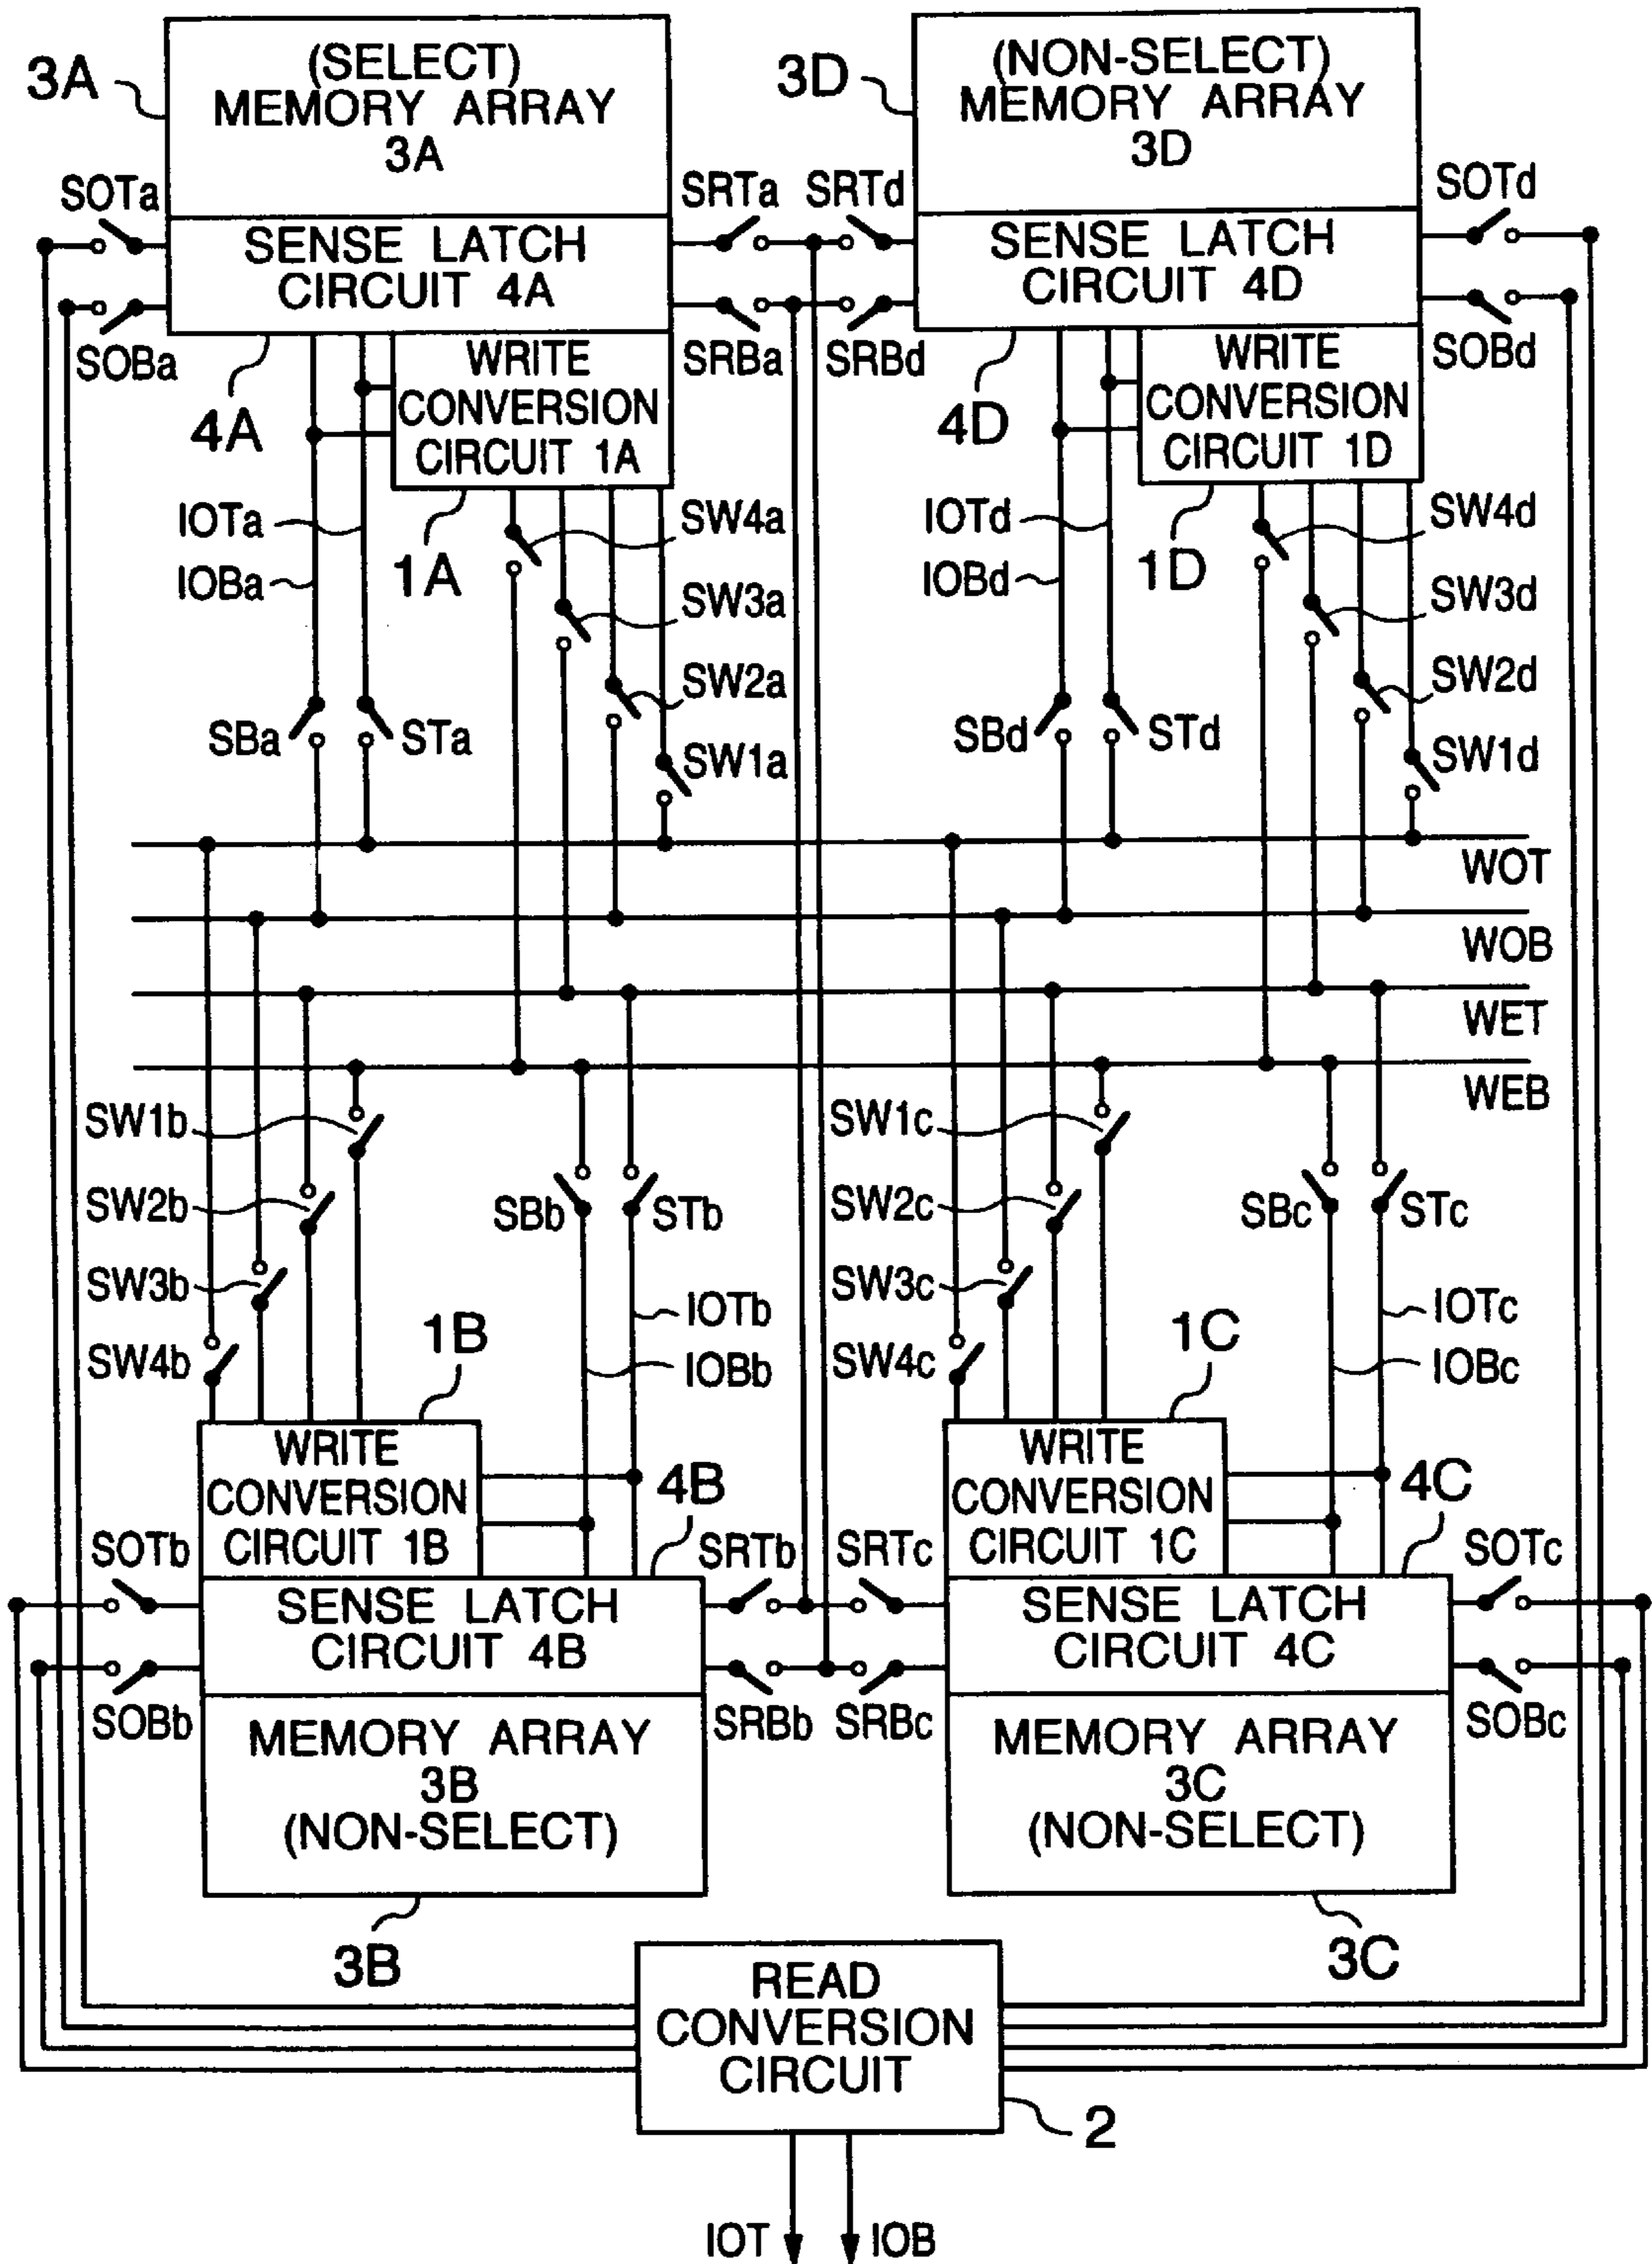 3A
(SELECT)
MEMORY ARRAY
3A
3D
(NON-SELECT)
MEMORY ARRAY
3D
SOTa
SRTa
SRTd
SOTd
SENSE LATCH
CIRCUIT 4A
SENSE LATCH
CIRCUIT 4D
SOBa
SRBa
SRBd
SOBd
4A
WRITE
CONVERSION
CIRCUIT 1A
4D
WRITE
CONVERSION
CIRCUIT 1D
IOTa
IOBa
1A
SW4a
SW3a
SW2a
SW1a
IOTd
IOBd
1D
SW4d
SW3d
SW2d
SW1d
SBa
STa
SBd
STd
WOT
WOB
WET
WEB
SW1b
SW2b
SW3b
SW4b
SBb
STb
IOTb
IOBb
1B
SW1c
SW2c
SW3c
SW4c
SBc
STc
IOTc
IOBc
1C
WRITE
CONVERSION
CIRCUIT 1B
4B
WRITE
CONVERSION
CIRCUIT 1C
4C
SOTb
SRTb
SRTc
SOTc
SENSE LATCH
CIRCUIT 4B
SENSE LATCH
CIRCUIT 4C
SOBb
SRBb
SRBc
SOBc
MEMORY ARRAY
3B
(NON-SELECT)
MEMORY ARRAY
3C
(NON-SELECT)
3B
3C
READ
CONVERSION
CIRCUIT
2
IOT
IOB